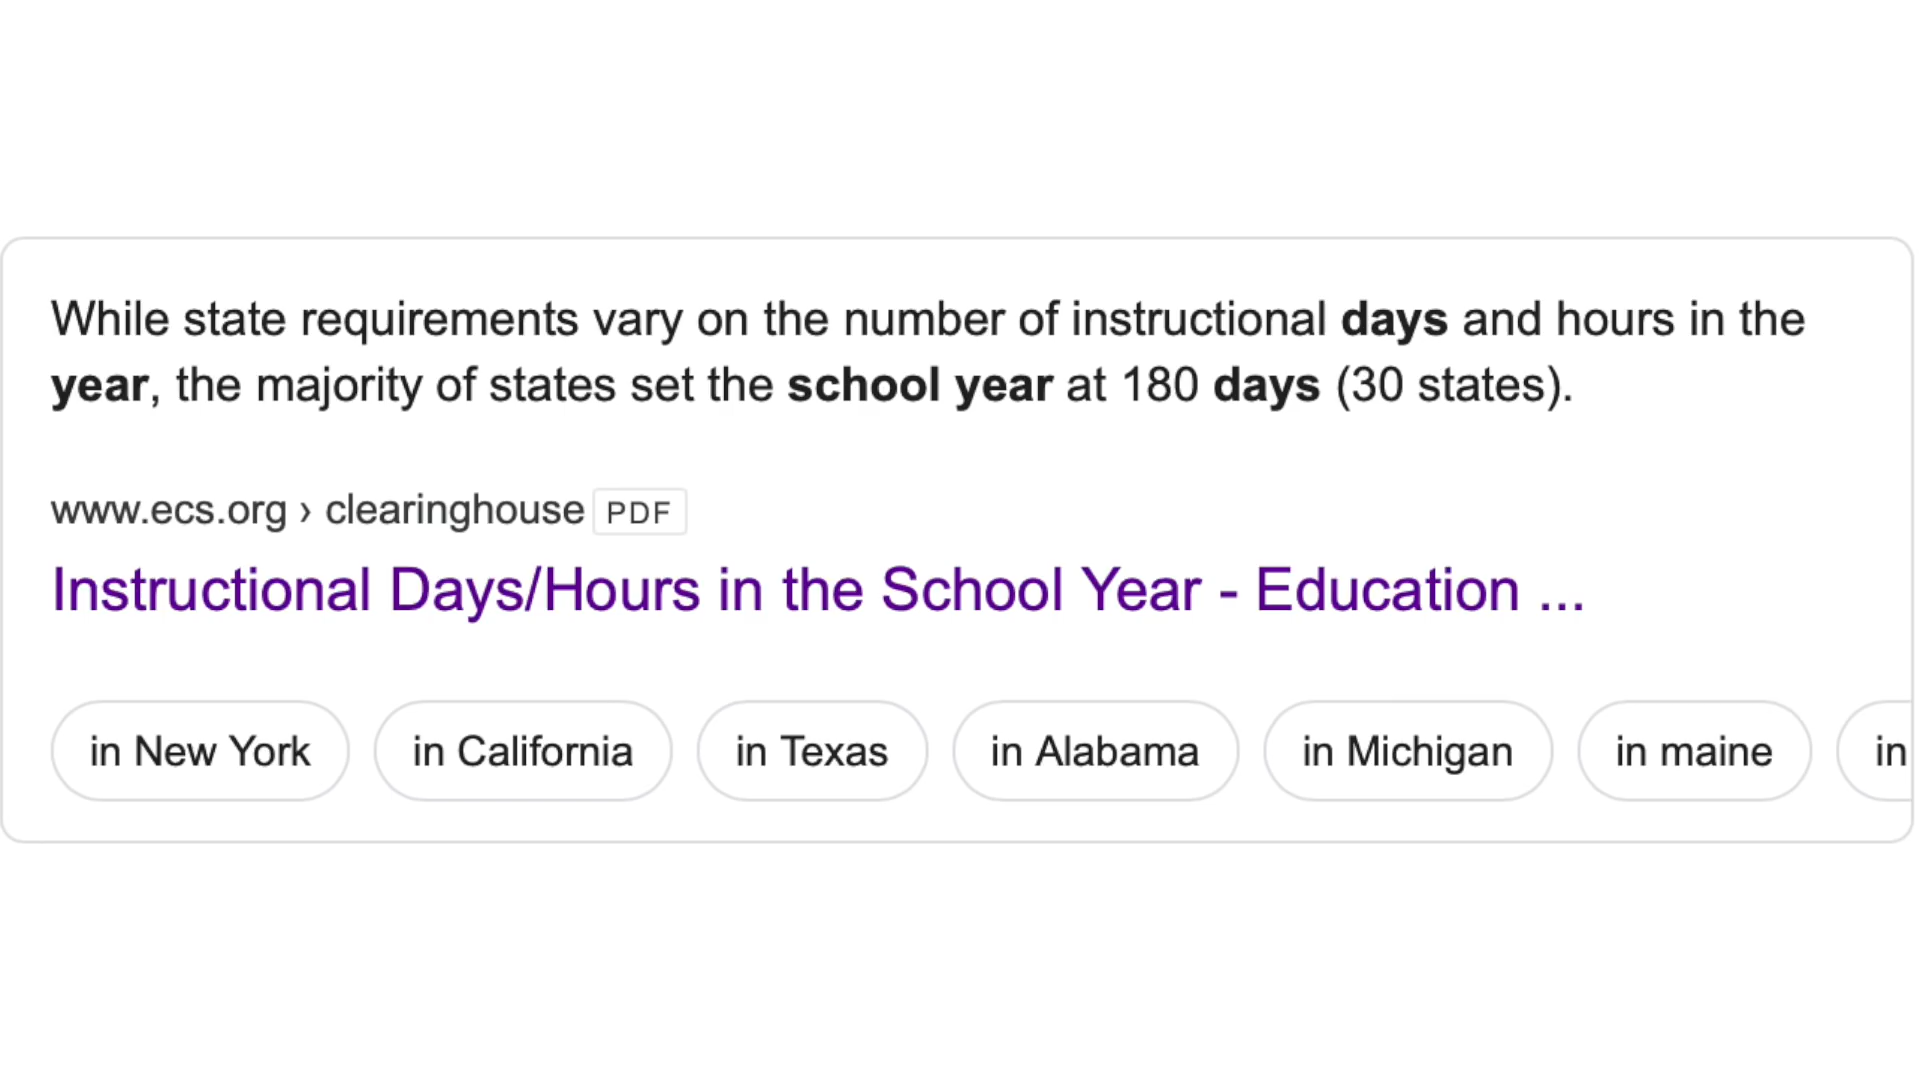 While state requirements vary on the number of instructional days and hours in the
year, the majority of states set the school year at 180 days (30 states).
www.ecs.org › clearinghouse PDF
Instructional Days/Hours in the School Year - Education ...
in New York in California in Texas in Alabama in Michigan in maine in